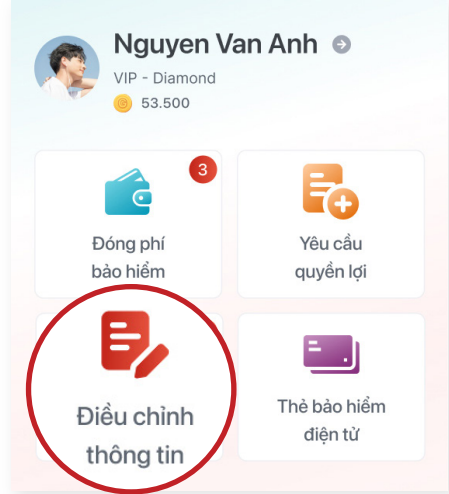 Nguyen Van Anh
VIP - Diamond
53.500
3
Đóng phí
bảo hiểm
Yêu cầu
quyền lợi
Điều chỉnh
thông tin
Thẻ bảo hiểm
điện tử